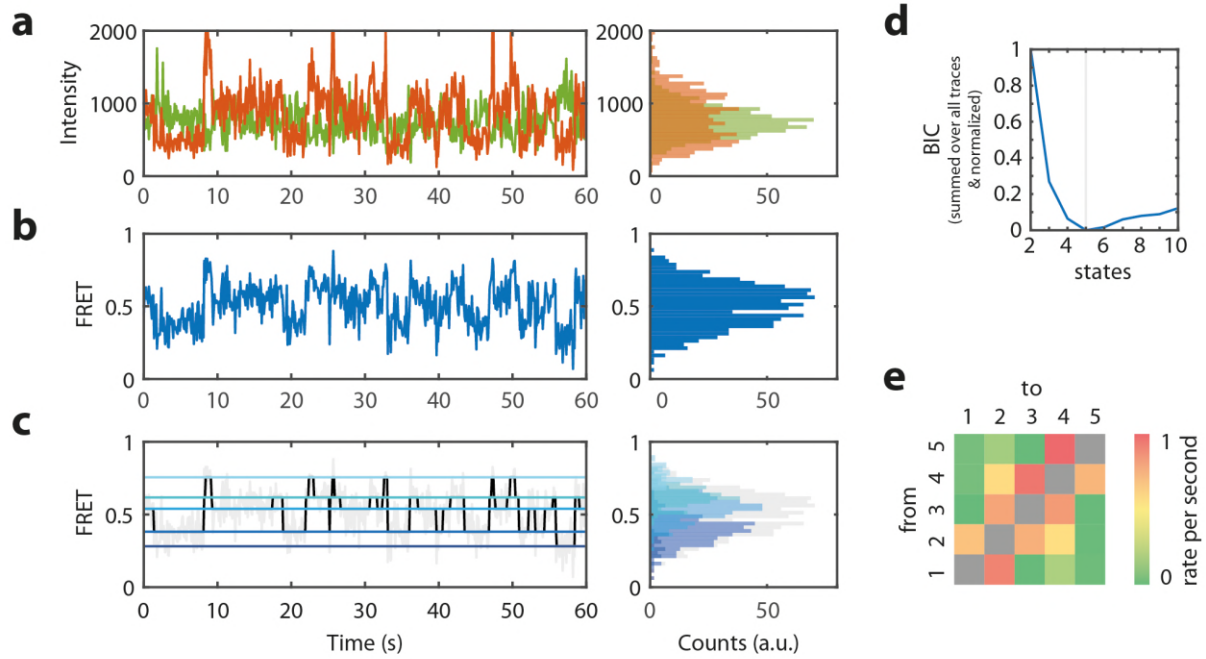 a
Intensity
2000
1000
0
0 10 20 30 40 50 60
2000
1000
0
0 50
b
FRET
1
0.5
0
0 10 20 30 40 50 60
1
0.5
0
0 50
c
FRET
1
0.5
0
0 10 20 30 40 50 60
Time (s)
1
0.5
0
0 50
Counts (a.u.)
d
BIC
(summed over all traces
& normalized)
1
0.8
0.6
0.4
0.2
0
2 4 6 8 10
states
e
to
1 2 3 4 5
from
5
4
3
2
1
1
0
rate per second